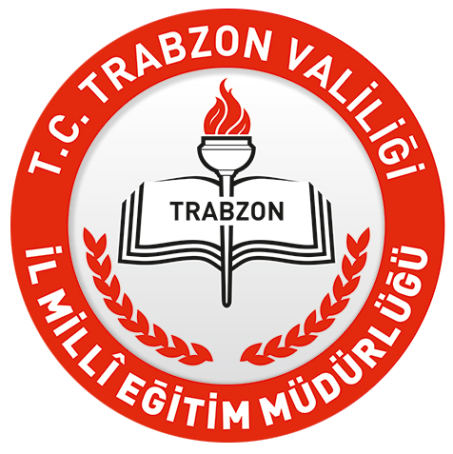 T.C. TRABZON VALİLİĞİ
TRABZON
İL MİLLÎ EĞİTİM MÜDÜRLÜĞÜ